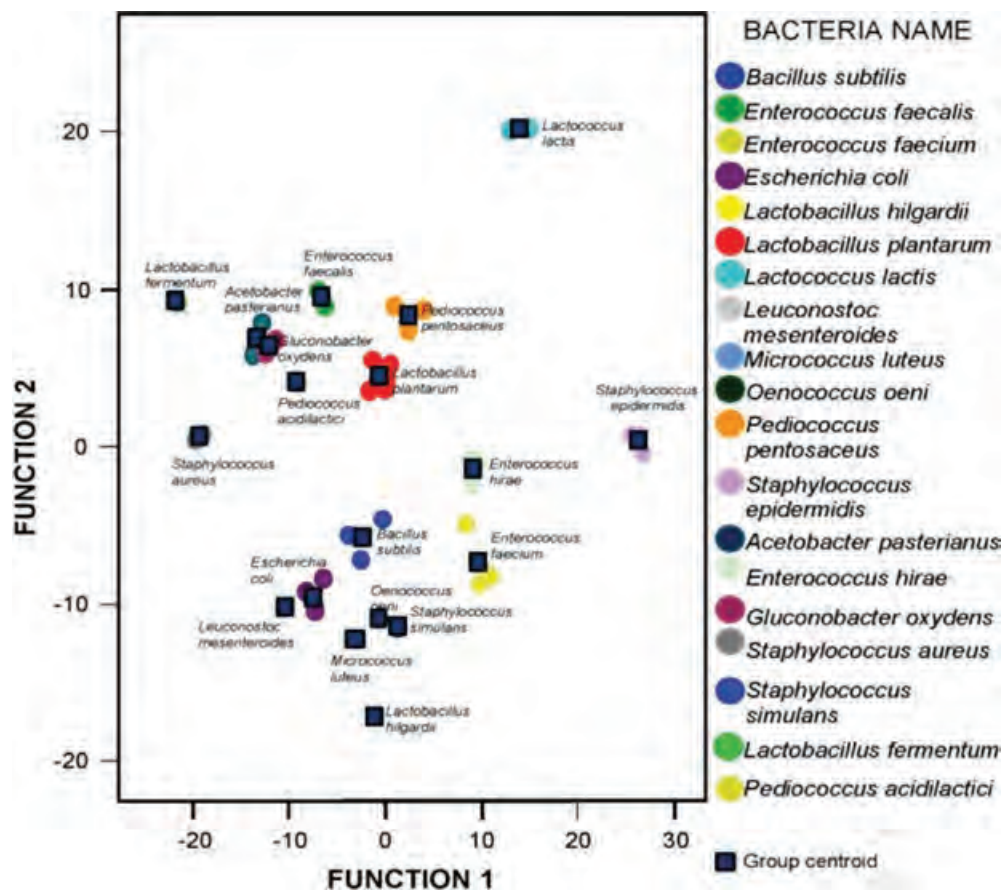 BACTERIA NAME
Bacillus subtilis
Enterococcus faecalis
Enterococcus faecium
Escherichia coli
Lactobacillus hilgardii
Lactobacillus plantarum
Lactococcus lactis
Leuconostoc
mesenteroides
Micrococcus luteus
Oenococcus oeni
Pediococcus
pentosaceus
Staphylococcus
epidermidis
Acetobacter pasterianus
Enterococcus hirae
Gluconobacter oxydens
Staphylococcus aureus
Staphylococcus
simulans
Lactobacillus fermentum
Pediococcus acidilactici
Group centroid
FUNCTION 2
20
10
0
-10
-20
Lactococcus
lactis
Enterococcus
faecalis
Lactobacillus
fermentum
Acetobacter
pasterianus
Pediococcus
pentosaceus
Gluconobacter
oxydens
Lactobacillus
plantarum
Pediococcus
acidilactici
Staphylococcus
epidermidis
Staphylococcus
aureus
Enterococcus
hirae
Bacillus
subtilis
Enterococcus
faecium
Escherichia
coli
Oenococcus
oeni
Staphylococcus
simulans
Leuconostoc
mesenteroides
Micrococcus
luteus
Lactobacillus
hilgardii
-20
-10
0
10
20
30
FUNCTION 1